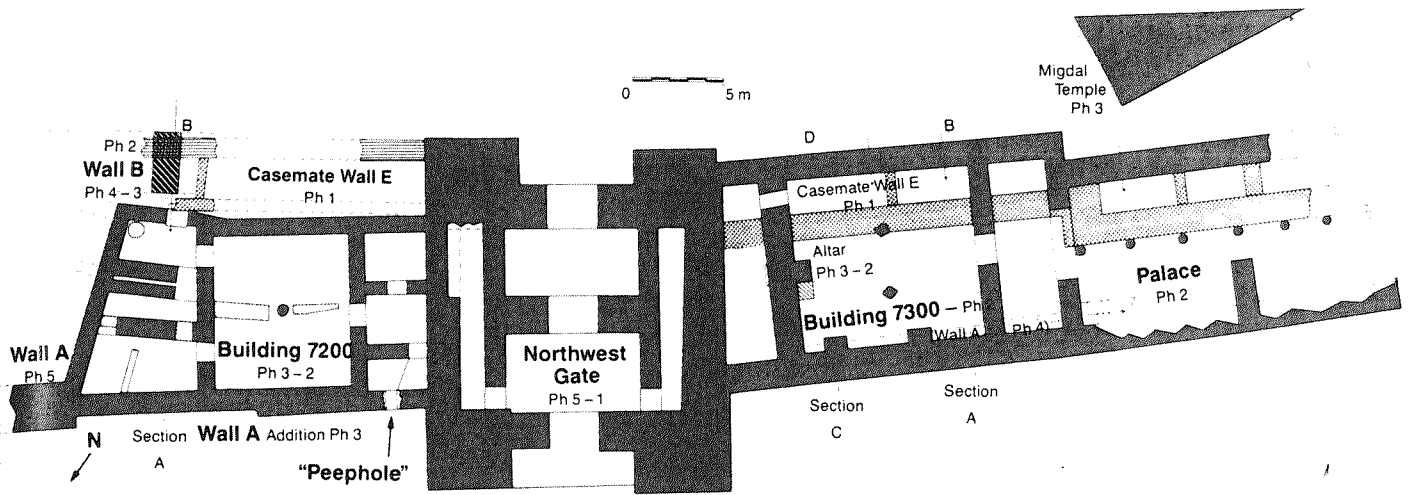 Migdal
Temple
Ph 3
0 5 m
B
Ph 2
Wall B
Ph 4 – 3
Casemate Wall E
Ph 1
D
B
Casemate Wall E
Ph 1
Altar
Ph 3 – 2
Palace
Ph 2
Building 7300 – Ph
(Wall A Ph 4)
Wall A
Ph 5
Building 7200
Ph 3 – 2
Northwest
Gate
Ph 5 – 1
Section
C
Section
A
N
Section
A
Wall A Addition Ph 3
"Peephole"